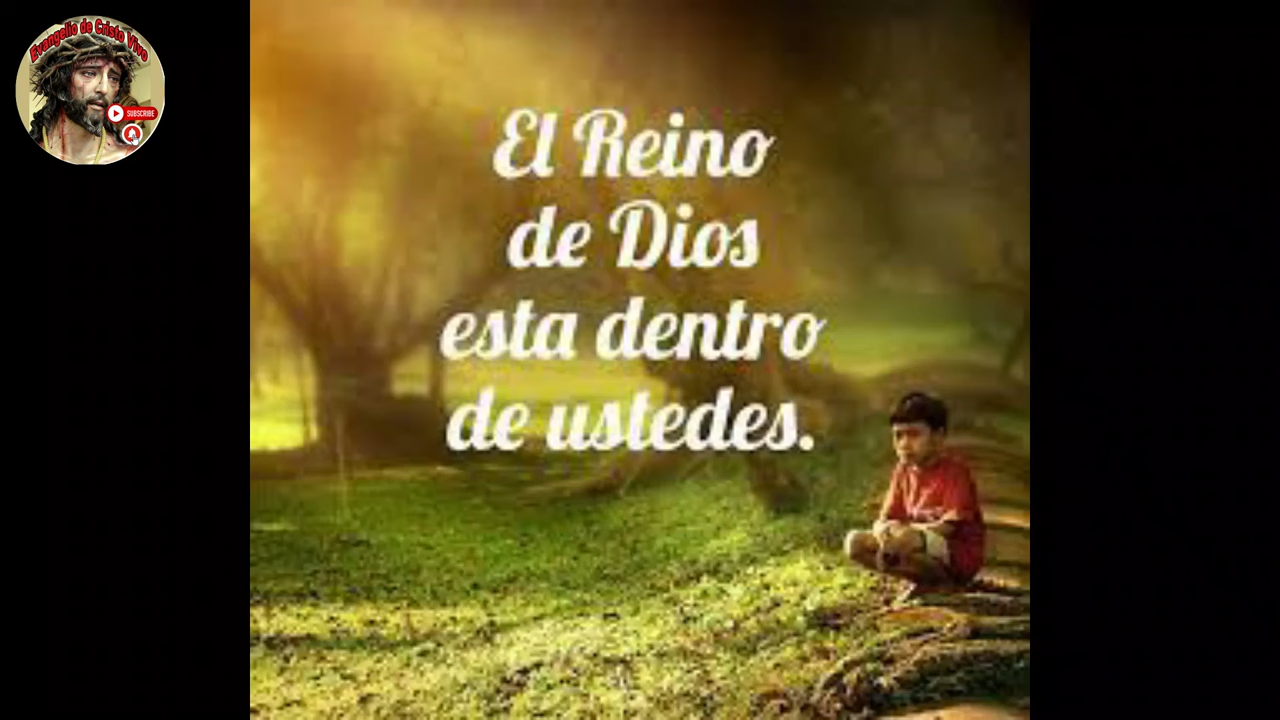 Evangelio de Cristo Vivo
SUBSCRIBE
El Reino
de Dios
esta dentro
de ustedes.